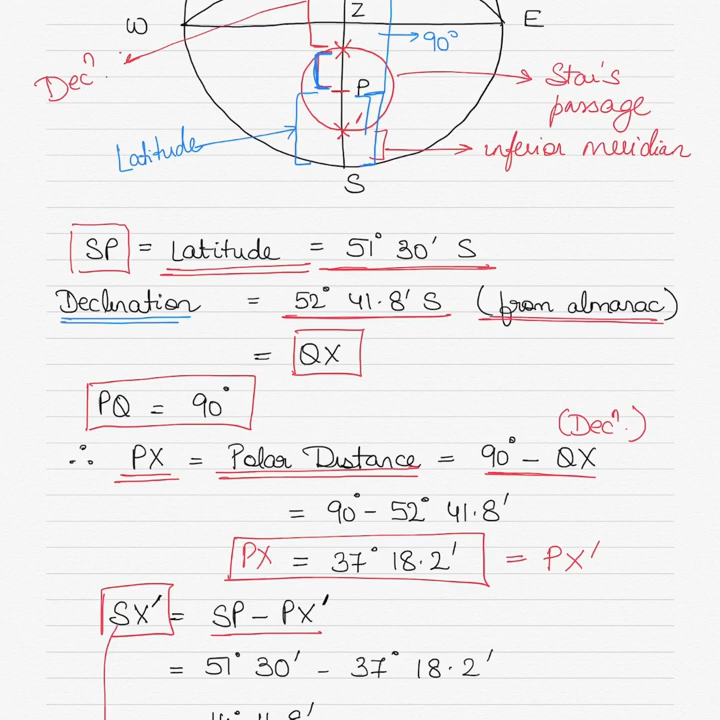 Z
W E
→ 90°
Decⁿ.
P
Star's
passage
Latitude
inferior meridian
S
SP = Latitude = 51° 30' S
Declination = 52° 41.8' S (from almanac)
= QX
PQ = 90°
(Decⁿ.)
∴ PX = Polar Distance = 90° - QX
= 90° - 52° 41.8'
PX = 37° 18.2' = PX'
SX' = SP - PX'
= 51° 30' - 37° 18.2'